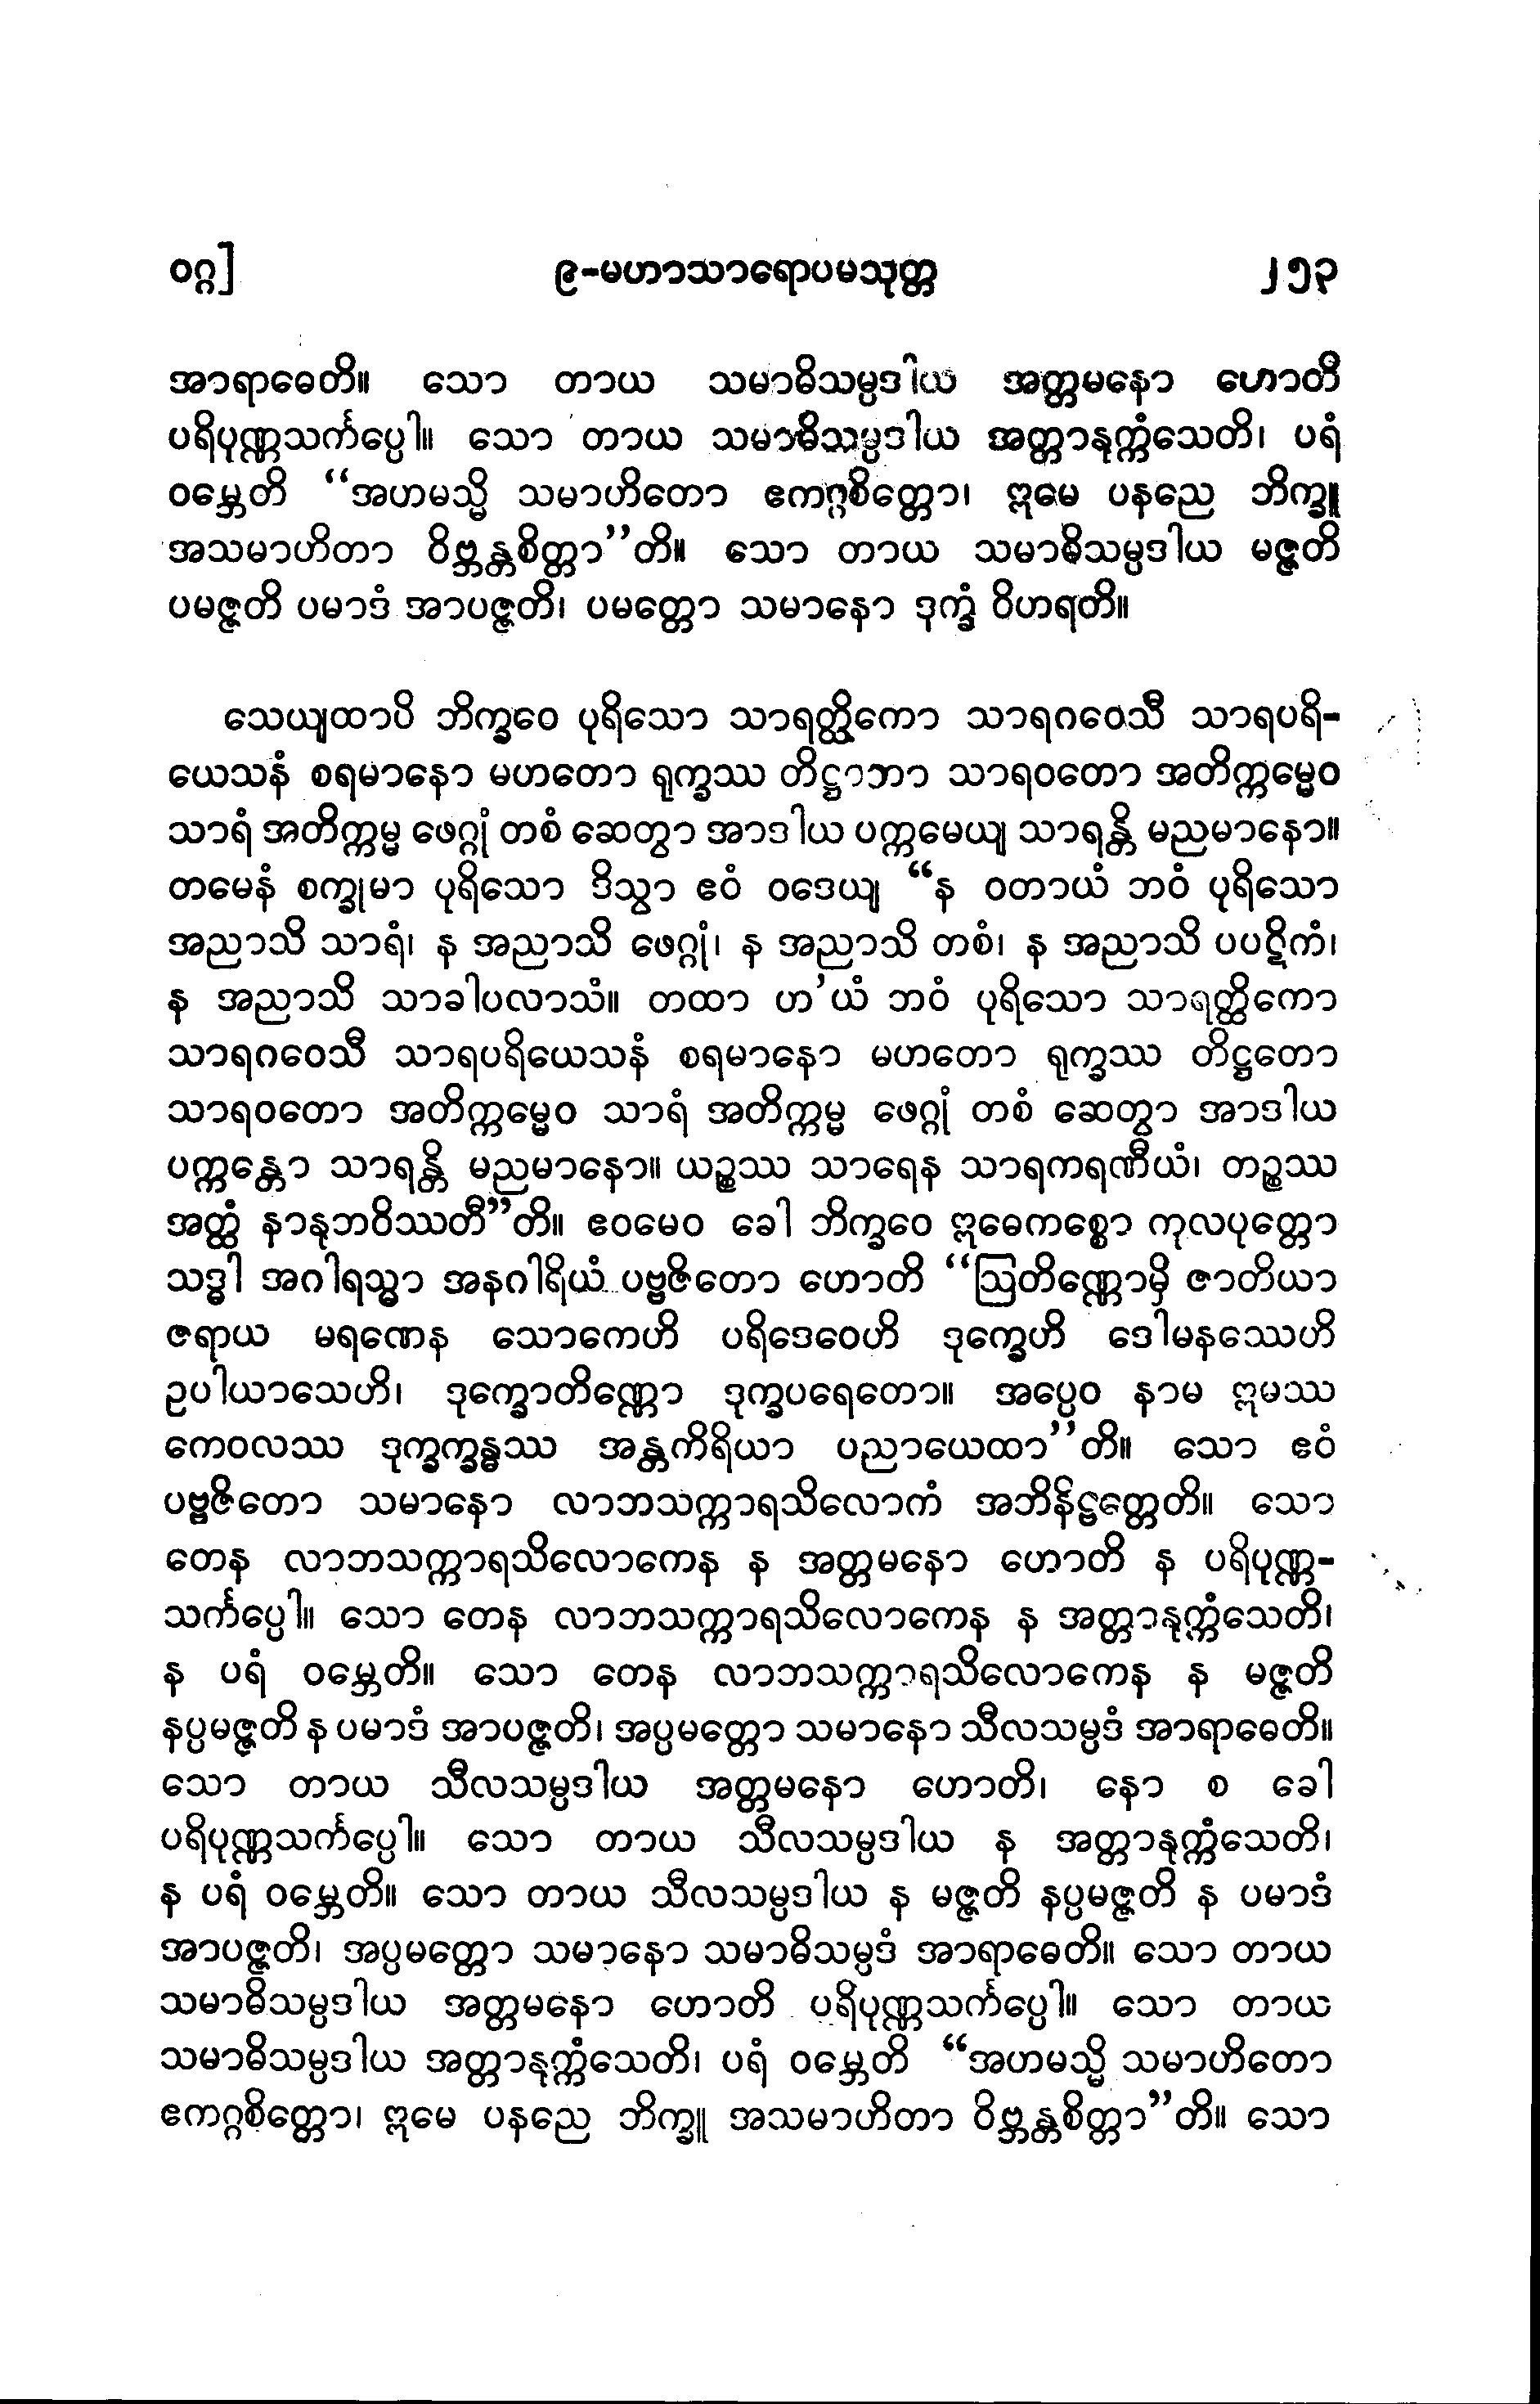 ဝဂ္ဂ]	၉-မဟာသာရောပမသုတ္တ	၂၅၃
အာရာဓေတိ။ သော တာယ သမာဓိသမ္ပဒါယ အတ္တမနော ဟောတိ
ပရိပုဏ္ဏသင်္ကပ္ပေါ။ သော တာယ သမာဓိသမ္ပဒါယ အတ္တာနုက္ကံသေတိ၊ ပရံ
ဝမ္ဘေတိ “အဟမသ္မိ သမာဟိတော ဧကဂ္ဂစိတ္တော၊ ဣမေ ပနညေ ဘိက္ခူ
အသမာဟိတာ ဝိဗ္ဘန္တစိတ္တာ”တိ။ သော တာယ သမာဓိသမ္ပဒါယ မဇ္ဇတိ
ပမဇ္ဇတိ ပမာဒံ အာပဇ္ဇတိ၊ ပမတ္တော သမာနော ဒုက္ခံ ဝိဟရတိ။
သေယျထာပိ ဘိက္ခဝေ ပုရိသော သာရတ္ထိကော သာရဂဝေသီ သာရပရိ-
ယေသနံ စရမာနော မဟတော ရုက္ခဿ တိဋ္ဌာဘာ သာရဝတော အတိက္ကမ္မေဝ
သာရံ အတိက္ကမ္မ ဖေဂ္ဂုံ တစံ ဆေတွာ အာဒါယ ပက္ကမေယျ သာရန္တိ မညမာနော။
တမေနံ စက္ခုမာ ပုရိသော ဒိသွာ ဧဝံ ဝဒေယျ “န ဝတာယံ ဘဝံ ပုရိသော
အညာသိ သာရံ၊ န အညာသိ ဖေဂ္ဂုံ၊ န အညာသိ တစံ၊ န အညာသိ ပပဋိကံ၊
န အညာသိ သာခါပလာသံ။ တထာ ဟ’ယံ ဘဝံ ပုရိသော သာရတ္ထိကော
သာရဂဝေသီ သာရပရိယေသနံ စရမာနော မဟတော ရုက္ခဿ တိဋ္ဌတော
သာရဝတော အတိက္ကမ္မေဝ သာရံ အတိက္ကမ္မ ဖေဂ္ဂုံ တစံ ဆေတွာ အာဒါယ
ပက္ကန္တော သာရန္တိ မညမာနော။ ယဉ္စဿ သာရေန သာရကရဏီယံ၊ တဉ္စဿ
အတ္ထံ နာနုဘဝိဿတီ”တိ။ ဧဝမေဝ ခေါ ဘိက္ခဝေ ဣဓေကစ္စော ကုလပုတ္တော
သဒ္ဓါ အဂါရသ္မာ အနဂါရိယံ ပဗ္ဗဇိတော ဟောတိ “ဩတိဏ္ဏောမှိ ဇာတိယာ
ဇရာယ မရဏေန သောကေဟိ ပရိဒေဝေဟိ ဒုက္ခေဟိ ဒေါမနဿေဟိ
ဥပါယာသေဟိ၊ ဒုက္ခောတိဏ္ဏော ဒုက္ခပရေတော။ အပ္ပေဝ နာမ ဣမဿ
ကေဝလဿ ဒုက္ခက္ခန္ဓဿ အန္တကိရိယာ ပညာယေထာ”တိ။ သော ဧဝံ
ပဗ္ဗဇိတော သမာနော လာဘသက္ကာရသိလောကံ အဘိနိဗ္ဗတ္တေတိ။ သော
တေန လာဘသက္ကာရသိလောကေန န အတ္တမနော ဟောတိ န ပရိပုဏ္ဏ-
သင်္ကပ္ပေါ။ သော တေန လာဘသက္ကာရသိလောကေန န အတ္တာနုက္ကံသေတိ၊
န ပရံ ဝမ္ဘေတိ။ သော တေန လာဘသက္ကာရသိလောကေန န မဇ္ဇတိ
နပ္ပမဇ္ဇတိ န ပမာဒံ အာပဇ္ဇတိ၊ အပ္ပမတ္တော သမာနော သီလသမ္ပဒံ အာရာဓေတိ။
သော တာယ သီလသမ္ပဒါယ အတ္တမနော ဟောတိ၊ နော စ ခေါ
ပရိပုဏ္ဏသင်္ကပ္ပေါ။ သော တာယ သီလသမ္ပဒါယ န အတ္တာနုက္ကံသေတိ၊
န ပရံ ဝမ္ဘေတိ။ သော တာယ သီလသမ္ပဒါယ န မဇ္ဇတိ နပ္ပမဇ္ဇတိ န ပမာဒံ
အာပဇ္ဇတိ၊ အပ္ပမတ္တော သမာနော သမာဓိသမ္ပဒံ အာရာဓေတိ။ သော တာယ
သမာဓိသမ္ပဒါယ အတ္တမနော ဟောတိ ပရိပုဏ္ဏသင်္ကပ္ပေါ။ သော တာယ
သမာဓိသမ္ပဒါယ အတ္တာနုက္ကံသေတိ၊ ပရံ ဝမ္ဘေတိ “အဟမသ္မိ သမာဟိတော
ဧကဂ္ဂစိတ္တော၊ ဣမေ ပနညေ ဘိက္ခူ အသမာဟိတာ ဝိဗ္ဘန္တစိတ္တာ”တိ။ သော